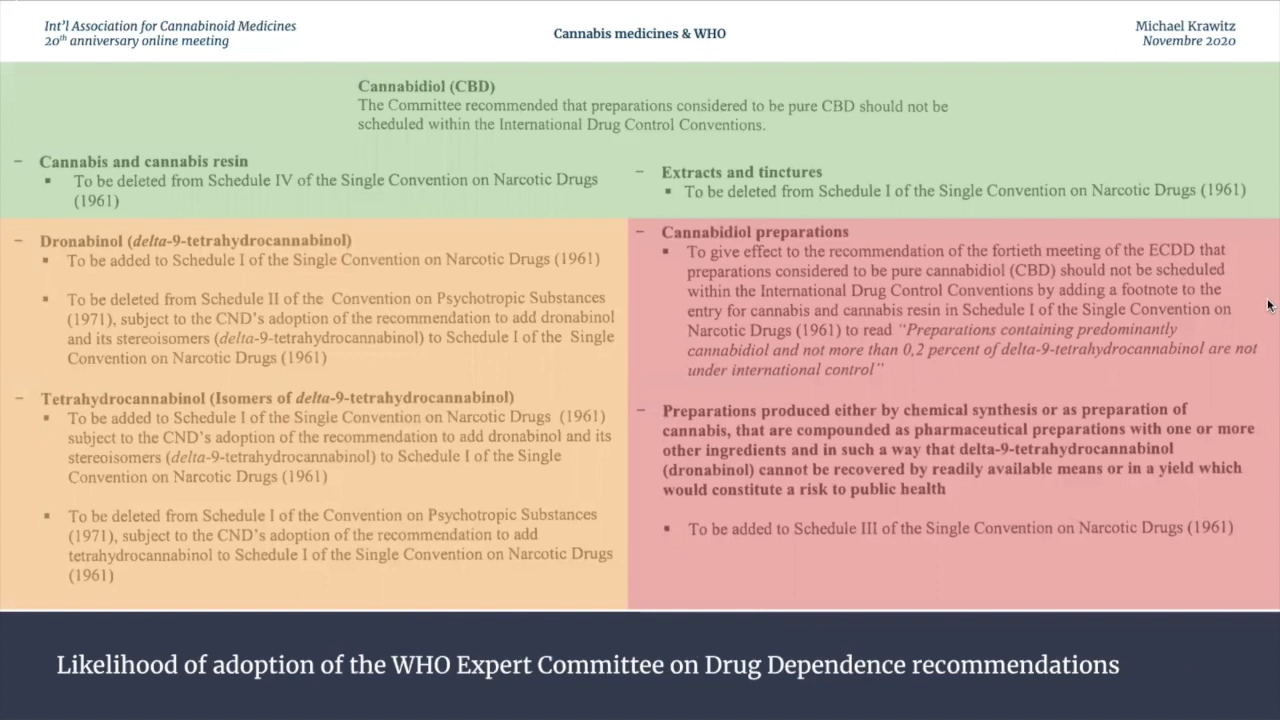 Int'l Association for Cannabinoid Medicines
20th anniversary online meeting
Cannabis medicines & WHO
Michael Krawitz
Novembre 2020
Cannabidiol (CBD)
The Committee recommended that preparations considered to be pure CBD should not be
scheduled within the International Drug Control Conventions.
– Cannabis and cannabis resin
▪ To be deleted from Schedule IV of the Single Convention on Narcotic Drugs
(1961)
– Extracts and tinctures
▪ To be deleted from Schedule I of the Single Convention on Narcotic Drugs (1961)
– Dronabinol (delta-9-tetrahydrocannabinol)
▪ To be added to Schedule I of the Single Convention on Narcotic Drugs (1961)
▪ To be deleted from Schedule II of the Convention on Psychotropic Substances
(1971), subject to the CND's adoption of the recommendation to add dronabinol
and its stereoisomers (delta-9-tetrahydrocannabinol) to Schedule I of the Single
Convention on Narcotic Drugs (1961)
– Tetrahydrocannabinol (Isomers of delta-9-tetrahydrocannabinol)
▪ To be added to Schedule I of the Single Convention on Narcotic Drugs (1961)
subject to the CND's adoption of the recommendation to add dronabinol and its
stereoisomers (delta-9-tetrahydrocannabinol) to Schedule I of the Single
Convention on Narcotic Drugs (1961)
▪ To be deleted from Schedule I of the Convention on Psychotropic Substances
(1971), subject to the CND's adoption of the recommendation to add
tetrahydrocannabinol to Schedule I of the Single Convention on Narcotic Drugs
(1961)
– Cannabidiol preparations
▪ To give effect to the recommendation of the fortieth meeting of the ECDD that
preparations considered to be pure cannabidiol (CBD) should not be scheduled
within the International Drug Control Conventions by adding a footnote to the
entry for cannabis and cannabis resin in Schedule I of the Single Convention on
Narcotic Drugs (1961) to read "Preparations containing predominantly
cannabidiol and not more than 0,2 percent of delta-9-tetrahydrocannabinol are not
under international control"
– Preparations produced either by chemical synthesis or as preparation of
cannabis, that are compounded as pharmaceutical preparations with one or more
other ingredients and in such a way that delta-9-tetrahydrocannabinol
(dronabinol) cannot be recovered by readily available means or in a yield which
would constitute a risk to public health
▪ To be added to Schedule III of the Single Convention on Narcotic Drugs (1961)
Likelihood of adoption of the WHO Expert Committee on Drug Dependence recommendations